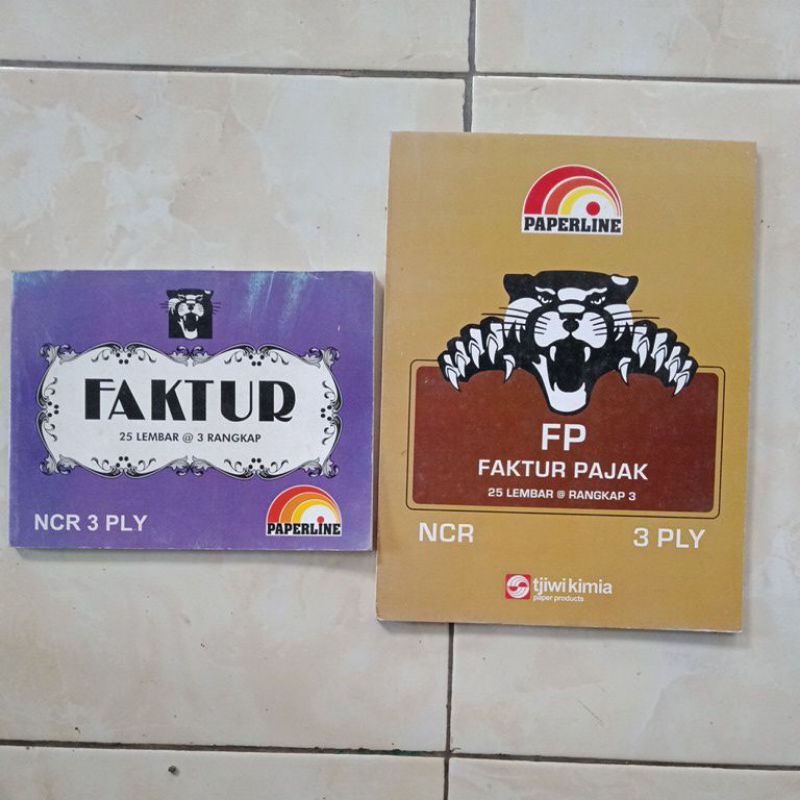 FAKTUR
25 LEMBAR @ 3 RANGKAP
NCR 3 PLY
PAPERLINE
PAPERLINE
FP
FAKTUR PAJAK
25 LEMBAR @ RANGKAP 3
NCR
3 PLY
tjiwi kimia
paper products